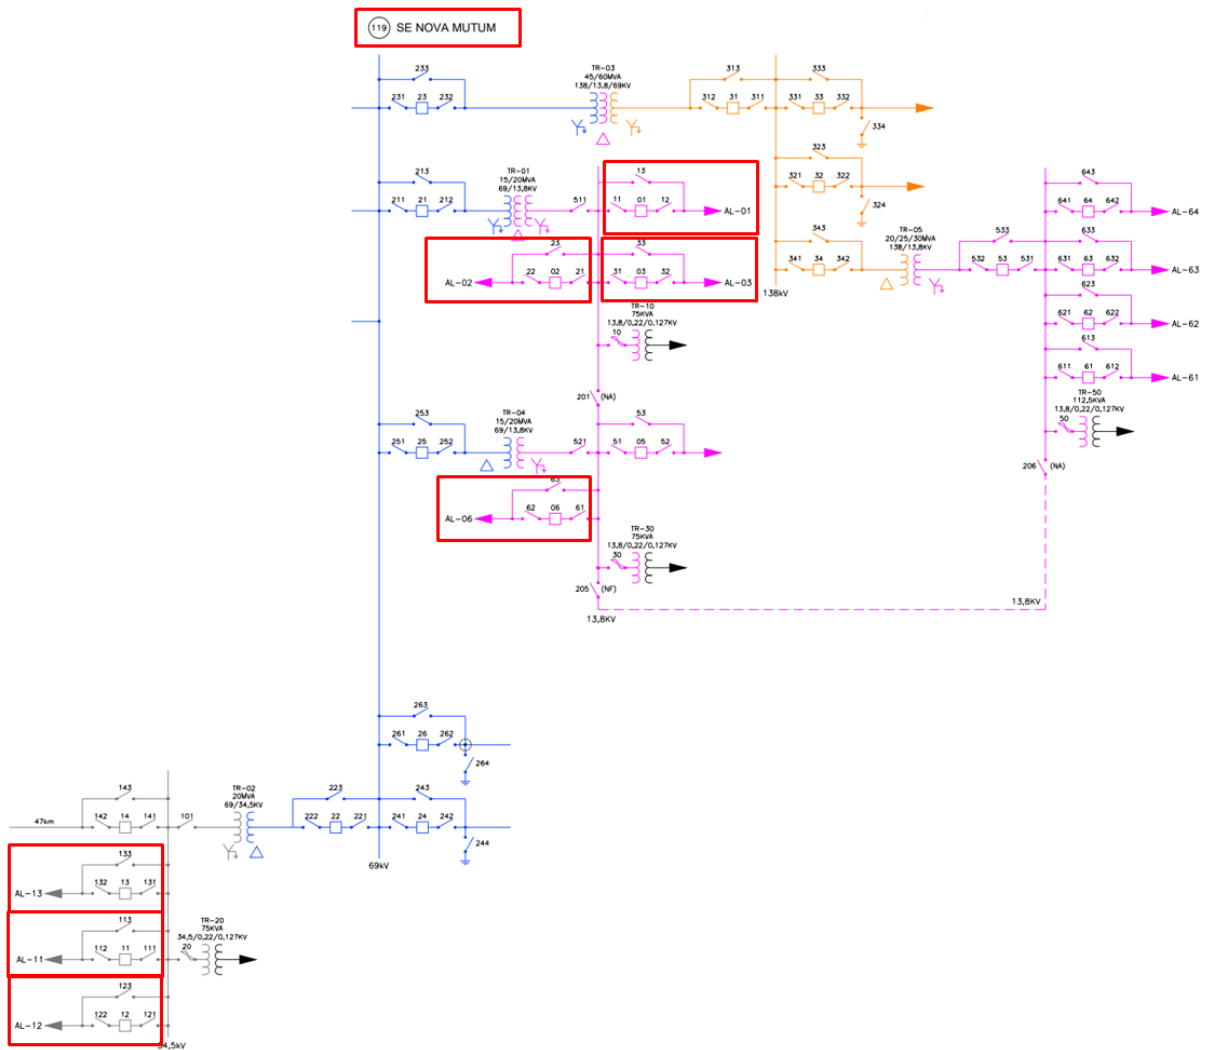 119 SE NOVA MUTUM
233
231 23 232
TR-03
45/60MVA
138/13,8/69KV
313
312 31 311
333
331 33 332
334
213
211 21 212
TR-01
15/20MVA
69/13,8KV
511
13
11 01 12
AL-01
323
321 32 322
324
643
641 64 642
AL-64
23
22 02 21
AL-02
33
31 03 32
AL-03
343
341 34 342
TR-05
20/25/30MVA
138/13,8KV
533
532 53 531
633
631 63 632
AL-63
138kV
TR-10
75KVA
13,8/0,22/0,127KV
10
623
621 62 622
AL-62
613
611 61 612
AL-61
201 (NA)
TR-50
112,5KVA
13,8/0,22/0,127KV
50
253
251 25 252
TR-04
15/20MVA
69/13,8KV
521
53
51 05 52
206 (NA)
63
62 06 61
AL-06
TR-30
75KVA
13,8/0,22/0,127KV
30
205 (NF)
13,8KV
13,8KV
263
261 26 262
264
143
142 14 141
47km
101
TR-02
20MVA
69/34,5KV
223
222 22 221
243
241 24 242
244
69kV
133
132 13 131
AL-13
113
112 11 111
AL-11
TR-20
75KVA
34,5/0,22/0,127KV
20
123
122 12 121
AL-12
34,5kV